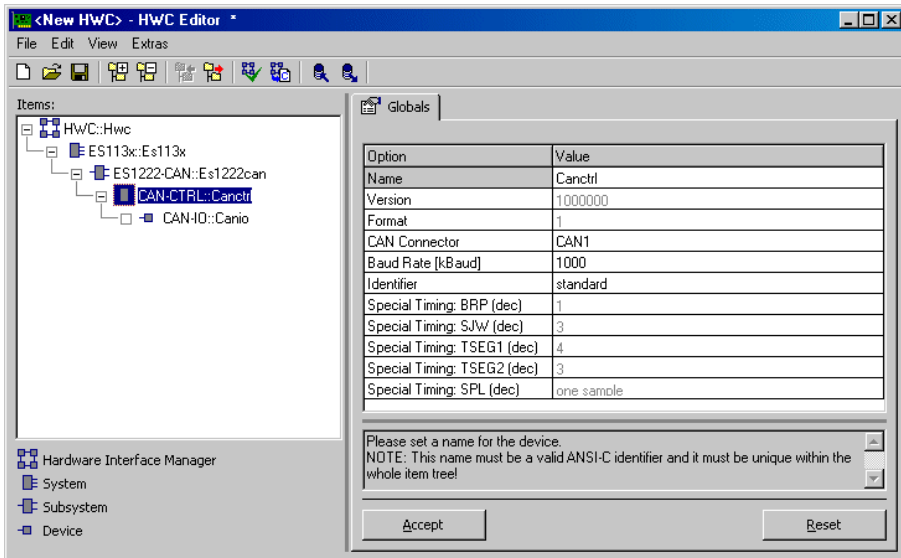 <New HWC> - HWC Editor *
File Edit View Extras
Items:
HWC::Hwc
ES113x::Es113x
ES1222-CAN::Es1222can
CAN-CTRL::Canctrl
CAN-IO::Canio
Hardware Interface Manager
System
Subsystem
Device
Globals
Option Value
Name Canctrl
Version 1000000
Format 1
CAN Connector CAN1
Baud Rate [kBaud] 1000
Identifier standard
Special Timing: BRP (dec) 1
Special Timing: SJW (dec) 3
Special Timing: TSEG1 (dec) 4
Special Timing: TSEG2 (dec) 3
Special Timing: SPL (dec) one sample
Please set a name for the device.
NOTE: This name must be a valid ANSI-C identifier and it must be unique within the
whole item tree!
Accept Reset